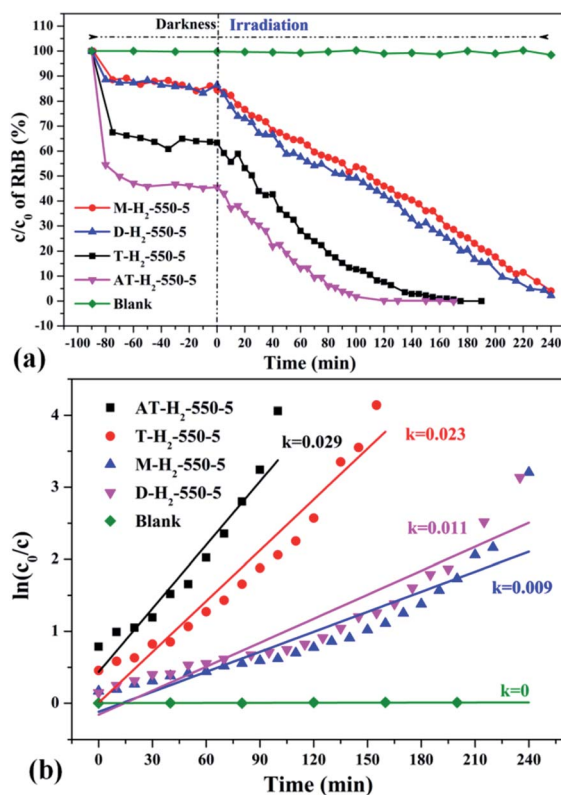 Darkness Irradiation
c/c₀ of RhB (%)
110
100
90
80
70
60
50
40
30
20
10
0
-10
M-H₂-550-5
D-H₂-550-5
T-H₂-550-5
AT-H₂-550-5
Blank
-100 -80 -60 -40 -20 0 20 40 60 80 100 120 140 160 180 200 220 240
(a)
Time (min)
ln(c₀/c)
4
3
2
1
0
AT-H₂-550-5
T-H₂-550-5
M-H₂-550-5
D-H₂-550-5
Blank
k=0.029
k=0.023
k=0.011
k=0.009
k=0
0 30 60 90 120 150 180 210 240
(b)
Time (min)